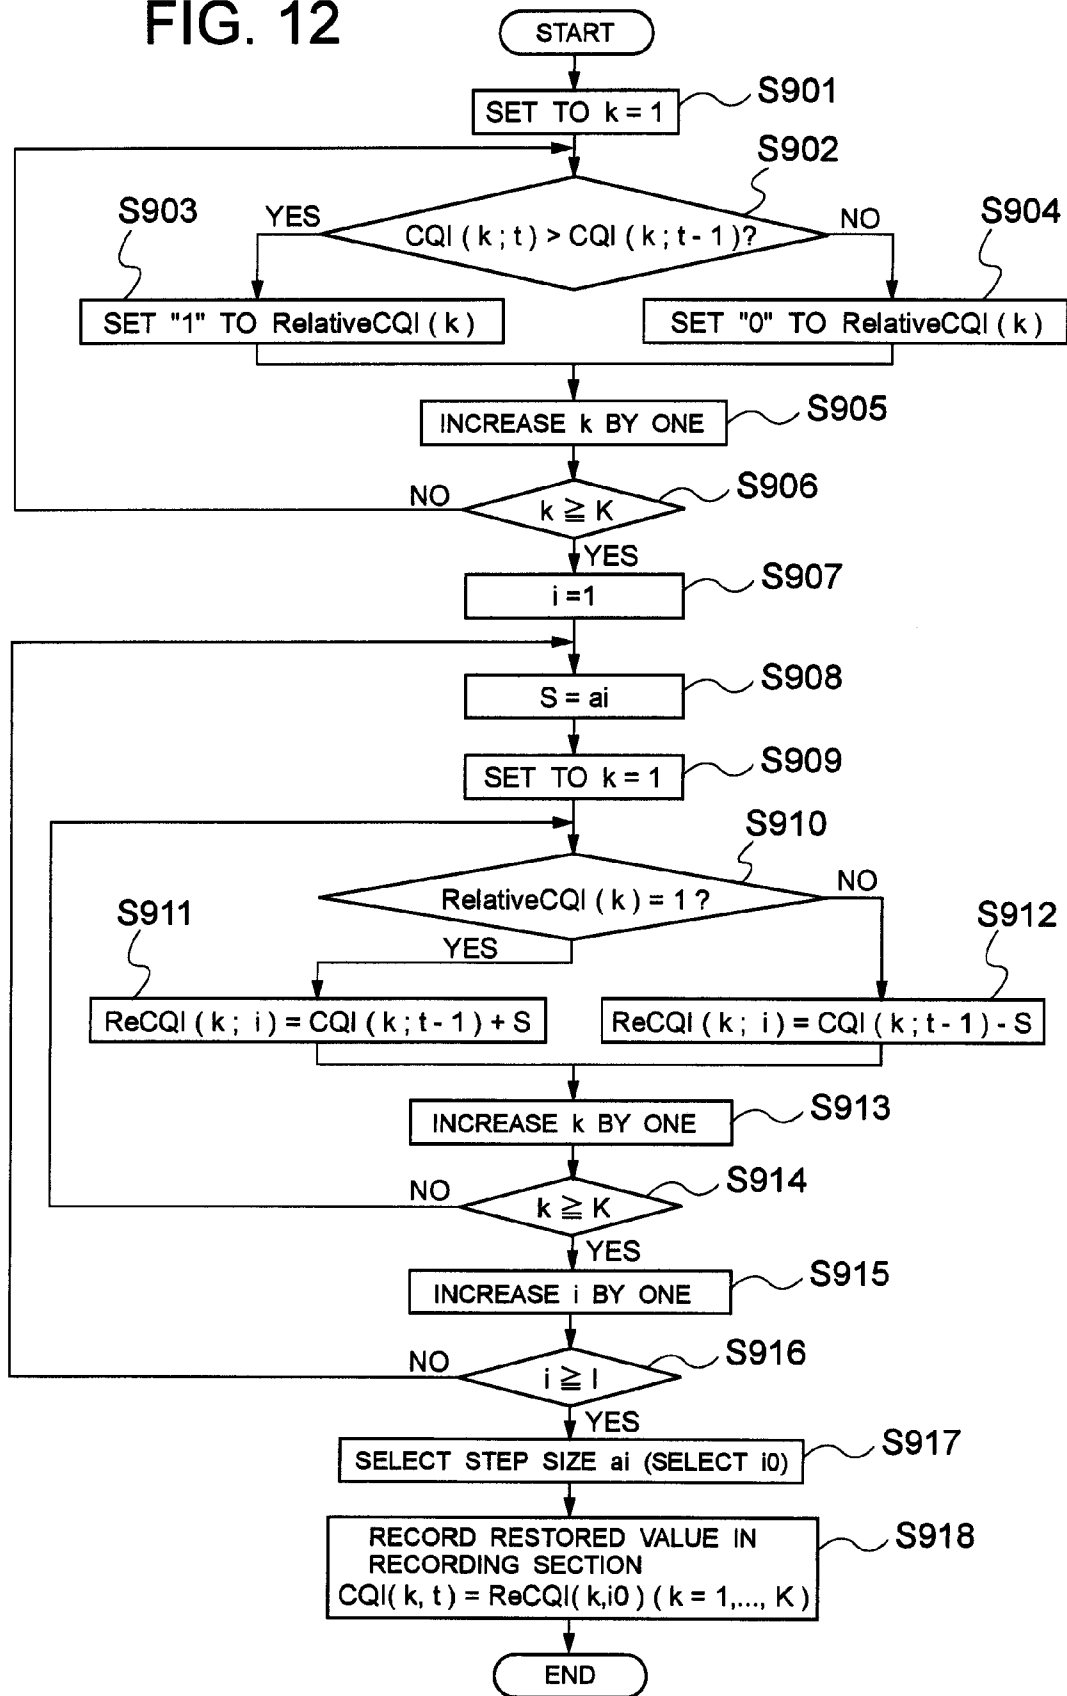 FIG. 12
START
SET TO k = 1
S901
S902
CQI ( k ; t ) > CQI ( k ; t - 1 ) ?
YES
NO
S903
S904
SET "1" TO RelativeCQI ( k )
SET "0" TO RelativeCQI ( k )
INCREASE k BY ONE
S905
k ≧ K
S906
NO
YES
i =1
S907
S = ai
S908
SET TO k = 1
S909
S910
RelativeCQI ( k ) = 1 ?
YES
NO
S911
S912
ReCQI ( k ; i ) = CQI ( k ; t - 1 ) + S
ReCQI ( k ; i ) = CQI ( k ; t - 1 ) - S
INCREASE k BY ONE
S913
k ≧ K
S914
NO
YES
INCREASE i BY ONE
S915
i ≧ I
S916
NO
YES
SELECT STEP SIZE ai (SELECT i0)
S917
RECORD RESTORED VALUE IN
RECORDING SECTION
CQI( k, t ) = ReCQI( k,i0 ) ( k = 1,..., K )
S918
END